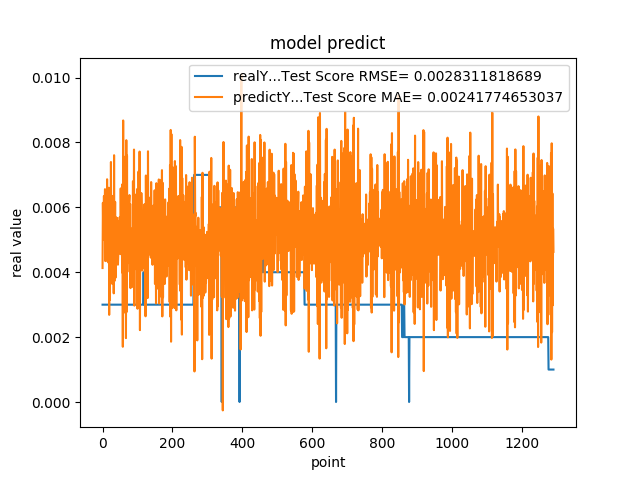 model predict
realY...Test Score RMSE= 0.0028311818689
predictY...Test Score MAE= 0.00241774653037
0.010
0.008
0.006
0.004
0.002
0.000
real value
0 200 400 600 800 1000 1200
point